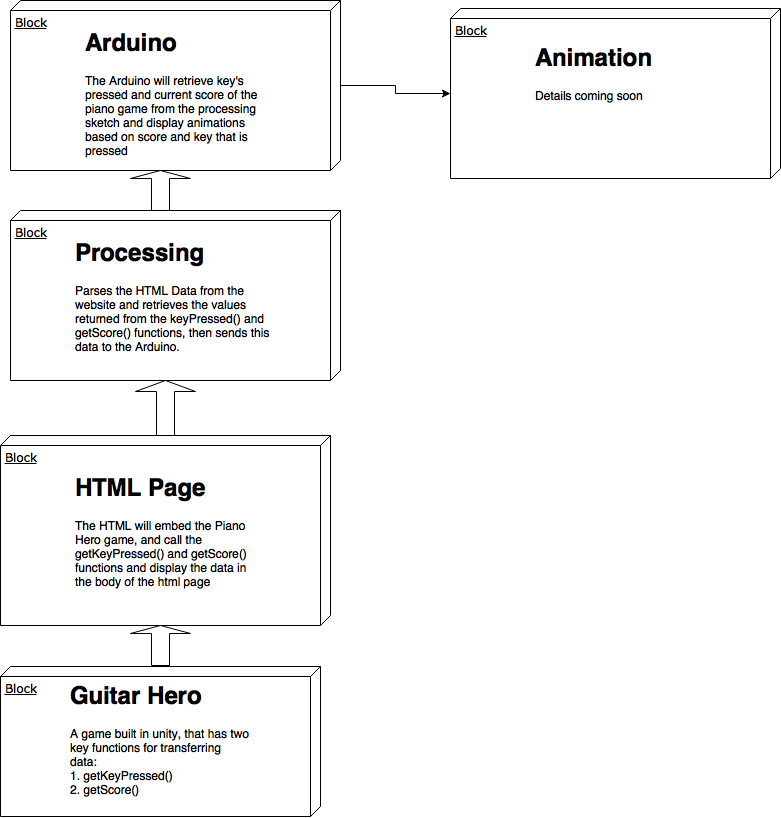 Block
Arduino
The Arduino will retrieve key's
pressed and current score of the
piano game from the processing
sketch and display animations
based on score and key that is
pressed
Block
Animation
Details coming soon
Block
Processing
Parses the HTML Data from the
website and retrieves the values
returned from the keyPressed() and
getScore() functions, then sends this
data to the Arduino.
Block
HTML Page
The HTML will embed the Piano
Hero game, and call the
getKeyPressed() and getScore()
functions and display the data in
the body of the html page
Block
Guitar Hero
A game built in unity, that has two
key functions for transferring
data:
1. getKeyPressed()
2. getScore()